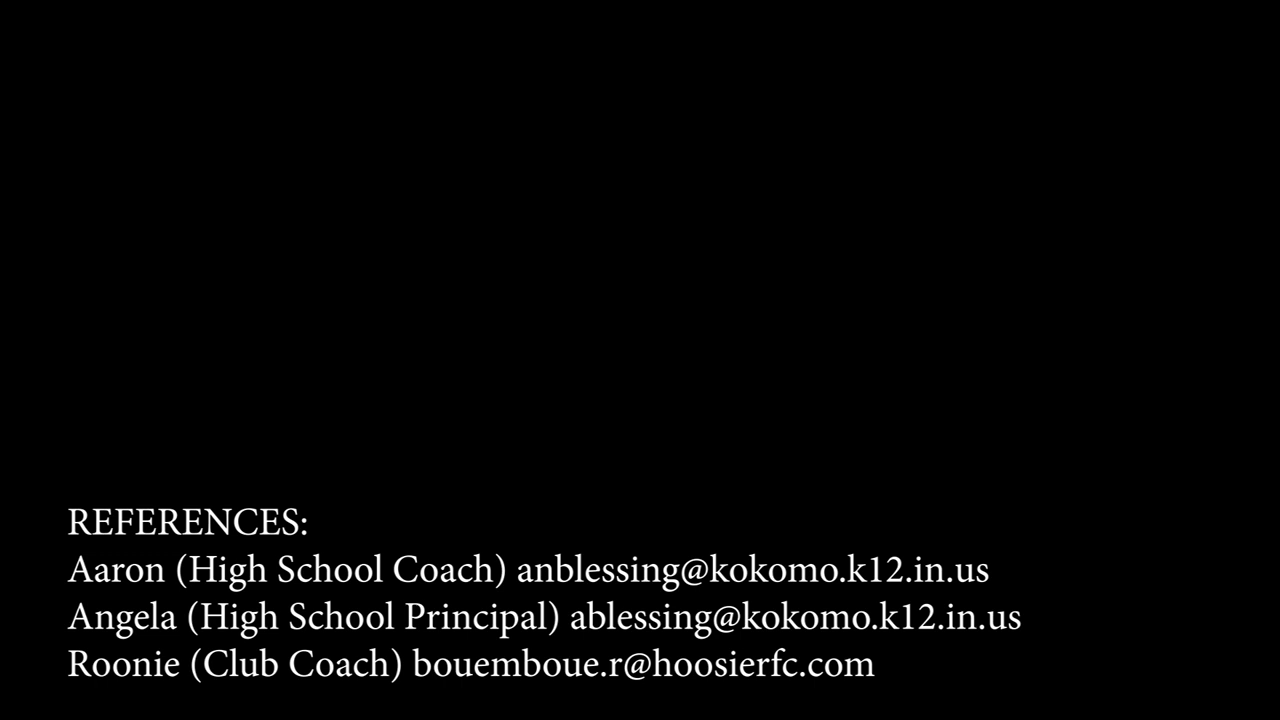 REFERENCES:
Aaron (High School Coach) anblessing@kokomo.k12.in.us
Angela (High School Principal) ablessing@kokomo.k12.in.us
Roonie (Club Coach) bouemboue.r@hoosierfc.com